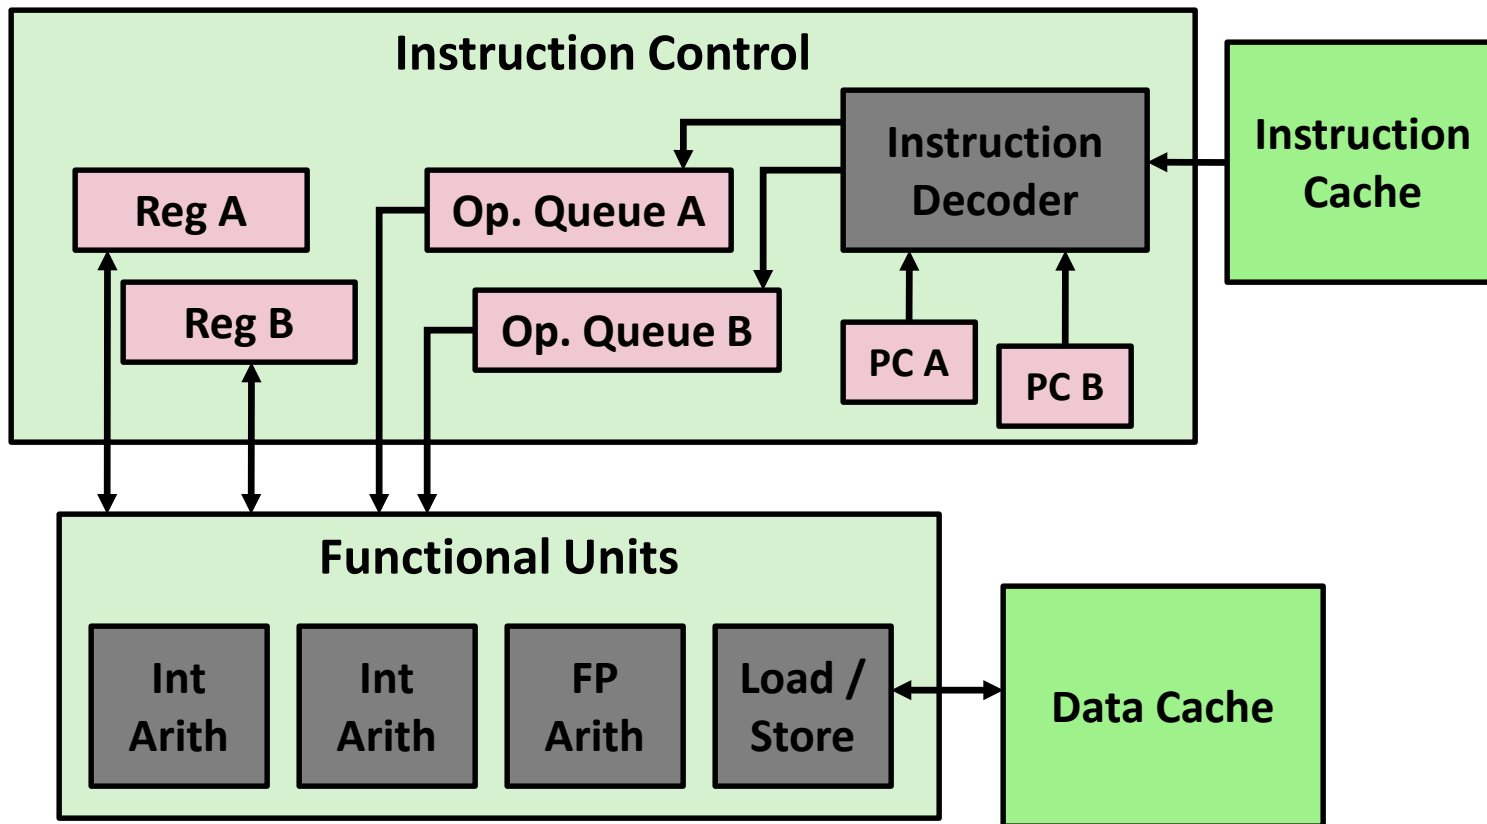 Instruction Control
Instruction
Decoder
Instruction
Cache
Reg A
Op. Queue A
Reg B
Op. Queue B
PC A
PC B
Functional Units
Int
Arith
Int
Arith
FP
Arith
Load /
Store
Data Cache